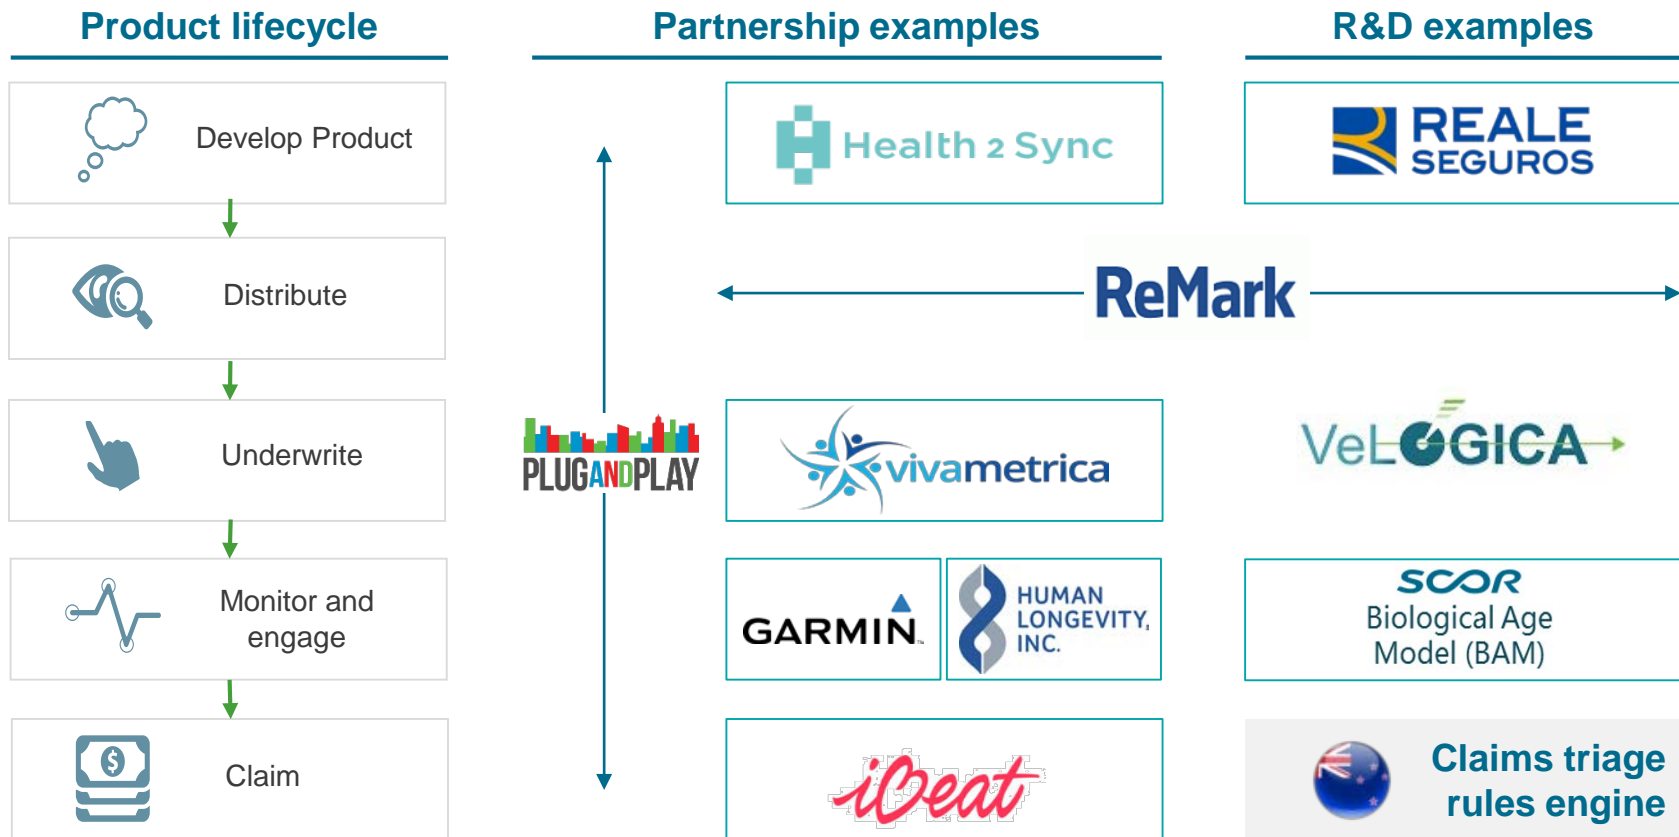 Product lifecycle
Partnership examples
R&D examples
Develop Product
Health 2 Sync
REALE
SEGUROS
Distribute
ReMark
Underwrite
PLUGANDPLAY
vivametrica
VeLOGICA
Monitor and
engage
GARMIN™
HUMAN
LONGEVITY,
INC.
SCOR
Biological Age
Model (BAM)
$
Claim
iBeat
Claims triage
rules engine